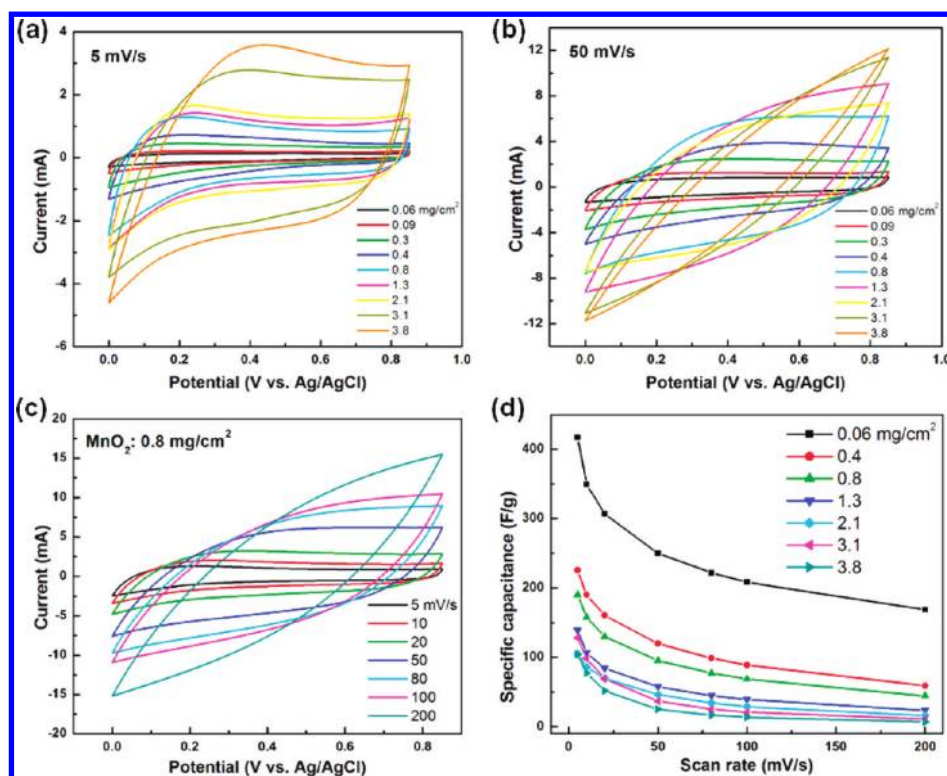 (a)
5 mV/s
Current (mA)
4
2
0
-2
-4
-6
0.06 mg/cm²
0.09
0.3
0.4
0.8
1.3
2.1
3.1
3.8
0.0 0.2 0.4 0.6 0.8 1.0
Potential (V vs. Ag/AgCl)
(b)
50 mV/s
Current (mA)
12
8
4
0
-4
-8
-12
0.06 mg/cm²
0.09
0.3
0.4
0.8
1.3
2.1
3.1
3.8
0.0 0.2 0.4 0.6 0.8 1.0
Potential (V vs. Ag/AgCl)
(c)
MnO₂: 0.8 mg/cm²
Current (mA)
20
15
10
5
0
-5
-10
-15
-20
5 mV/s
10
20
50
80
100
200
0.0 0.2 0.4 0.6 0.8
Potential (V vs. Ag/AgCl)
(d)
Specific capacitance (F/g)
400
300
200
100
0
0.06 mg/cm²
0.4
0.8
1.3
2.1
3.1
3.8
0 50 100 150 200
Scan rate (mV/s)